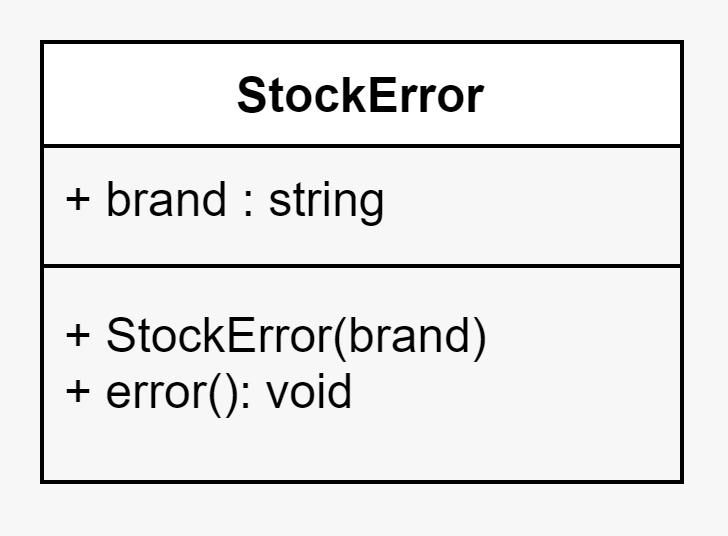 StockError
+ brand : string
+ StockError(brand)
+ error(): void